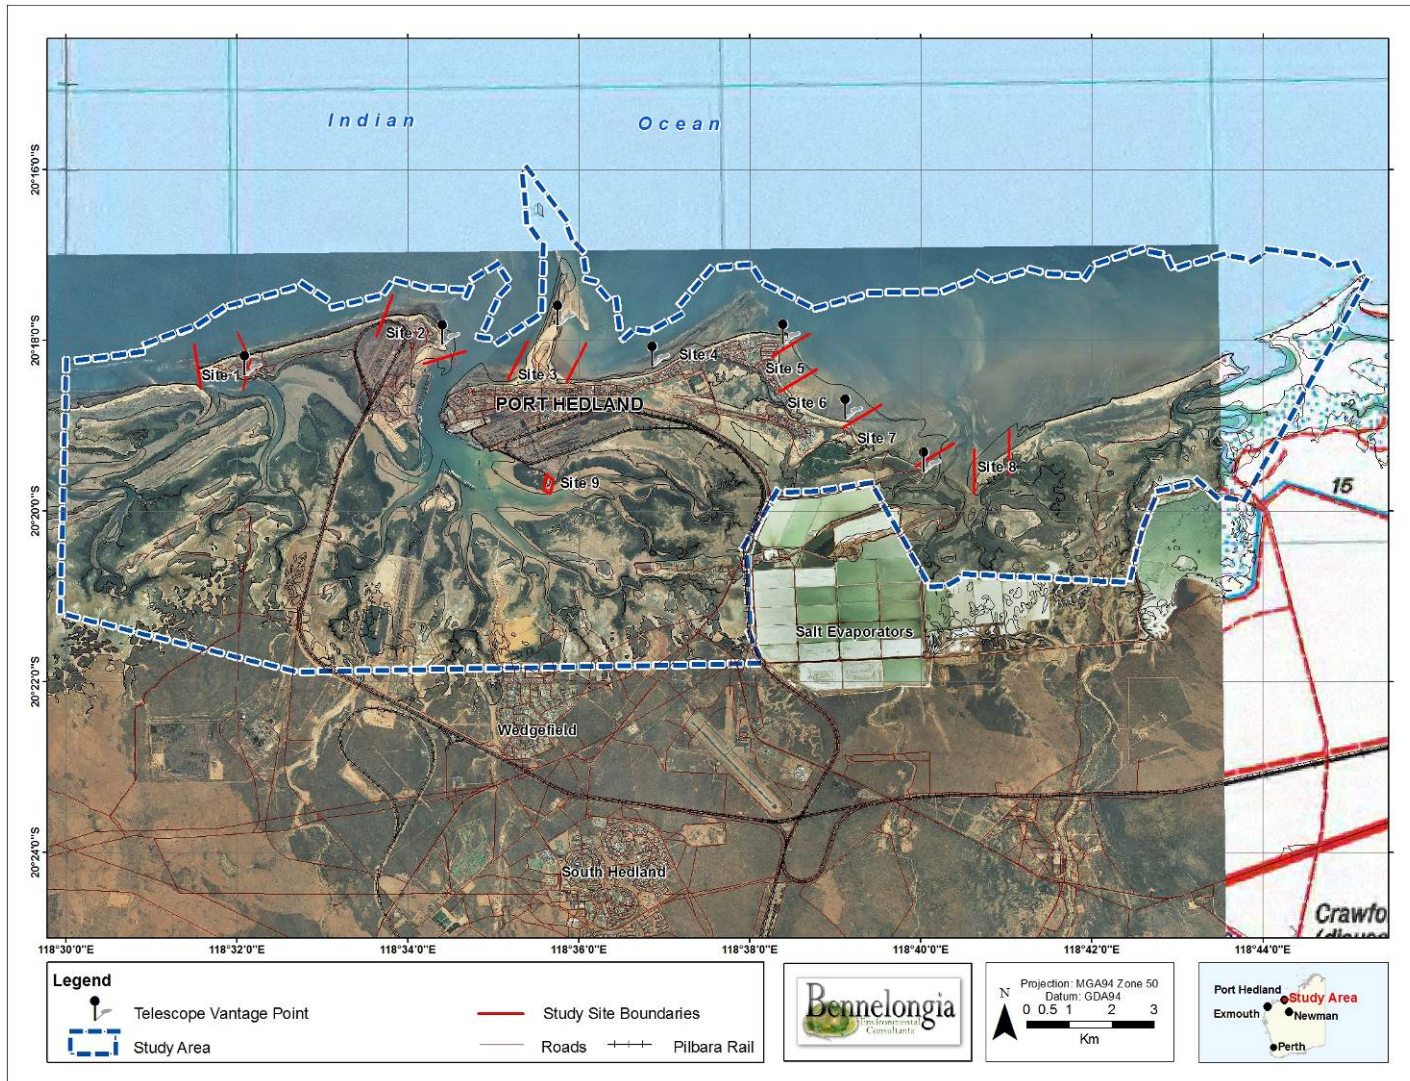 Indian Ocean
20°16'0"S
20°18'0"S
20°20'0"S
20°22'0"S
20°24'0"S
Site 1
Site 2
Site 3
Site 4
Site 5
Site 6
Site 7
Site 8
Site 9
PORT HEDLAND
15
Salt Evaporators
Wedgefield
South Hedland
Crawfo
118°30'0"E
118°32'0"E
118°34'0"E
118°36'0"E
118°38'0"E
118°40'0"E
118°42'0"E
118°44'0"E
Legend
Telescope Vantage Point
Study Area
Study Site Boundaries
Roads
Pilbara Rail
Bennelongia
Environmental
Consultants
Projection: MGA94 Zone 50
Datum: GDA94
N
0 0.5 1 2 3
Km
Port Hedland
Study Area
Exmouth
Newman
Perth